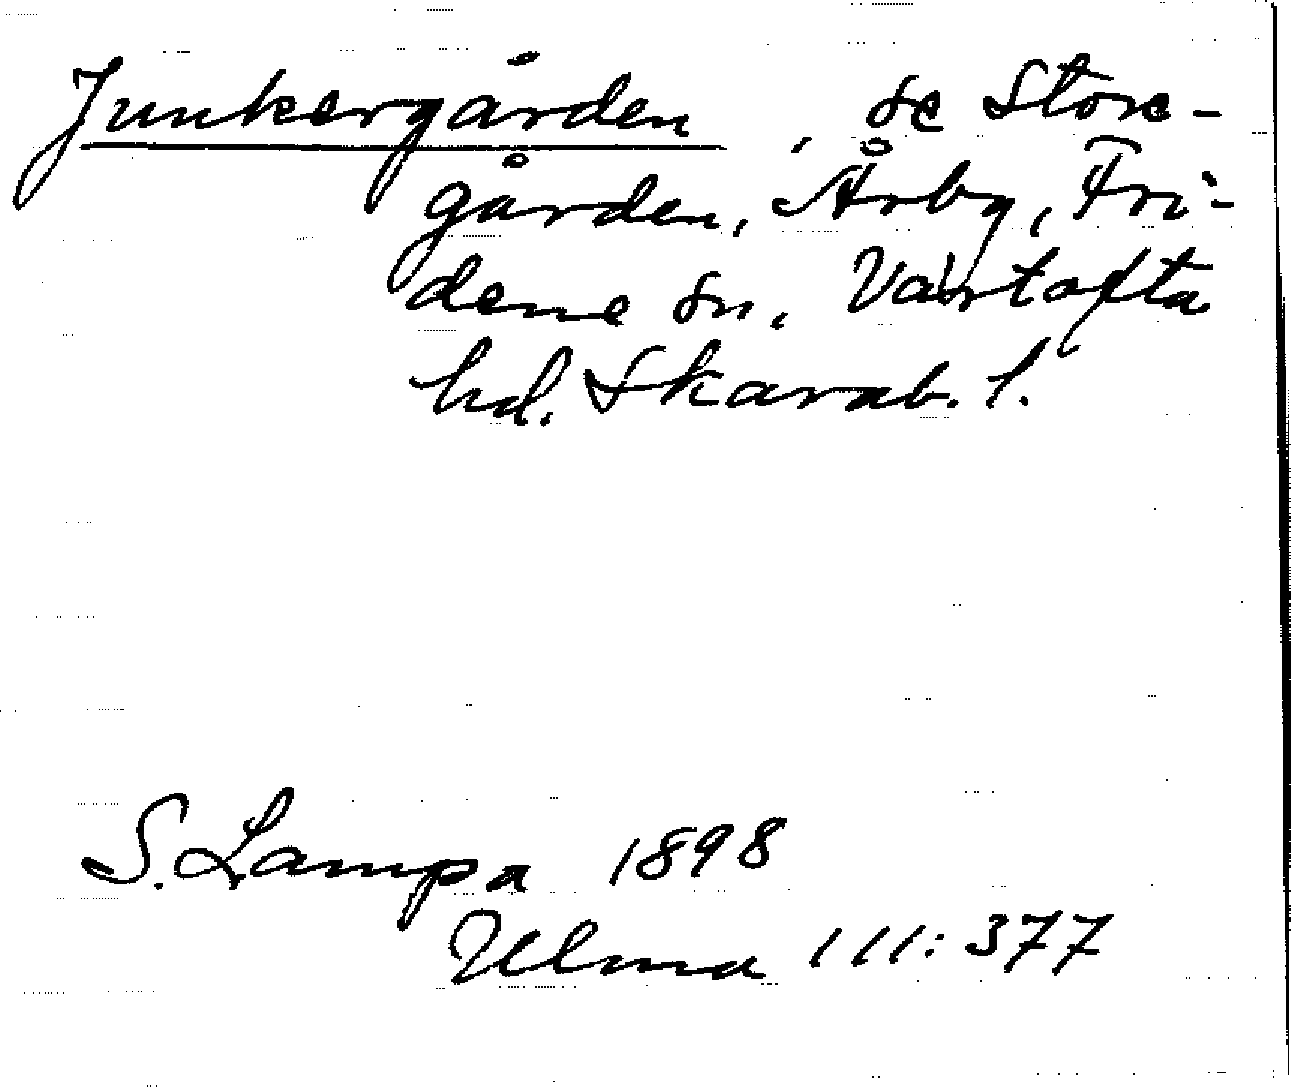 Junkergården, se Store-
gården, Årby, Fri-
dene sn, Vartofta
hd. Skarab. l.
S. Lampa 1898
Ulma 111:377